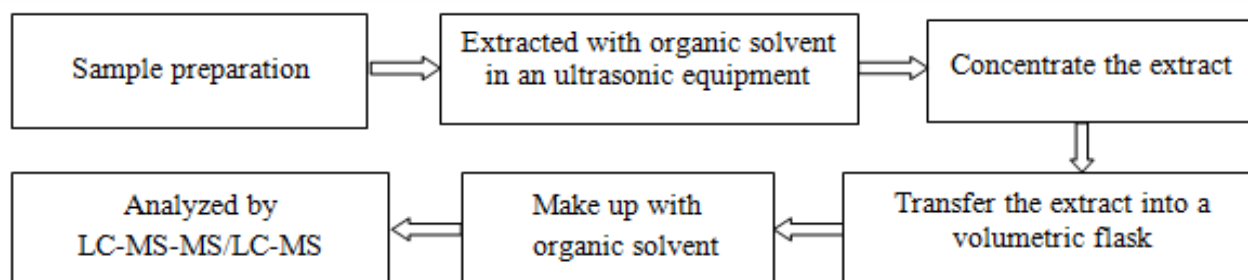 Sample preparation
Extracted with organic solvent
in an ultrasonic equipment
Concentrate the extract
Transfer the extract into a
volumetric flask
Make up with
organic solvent
Analyzed by
LC-MS-MS/LC-MS